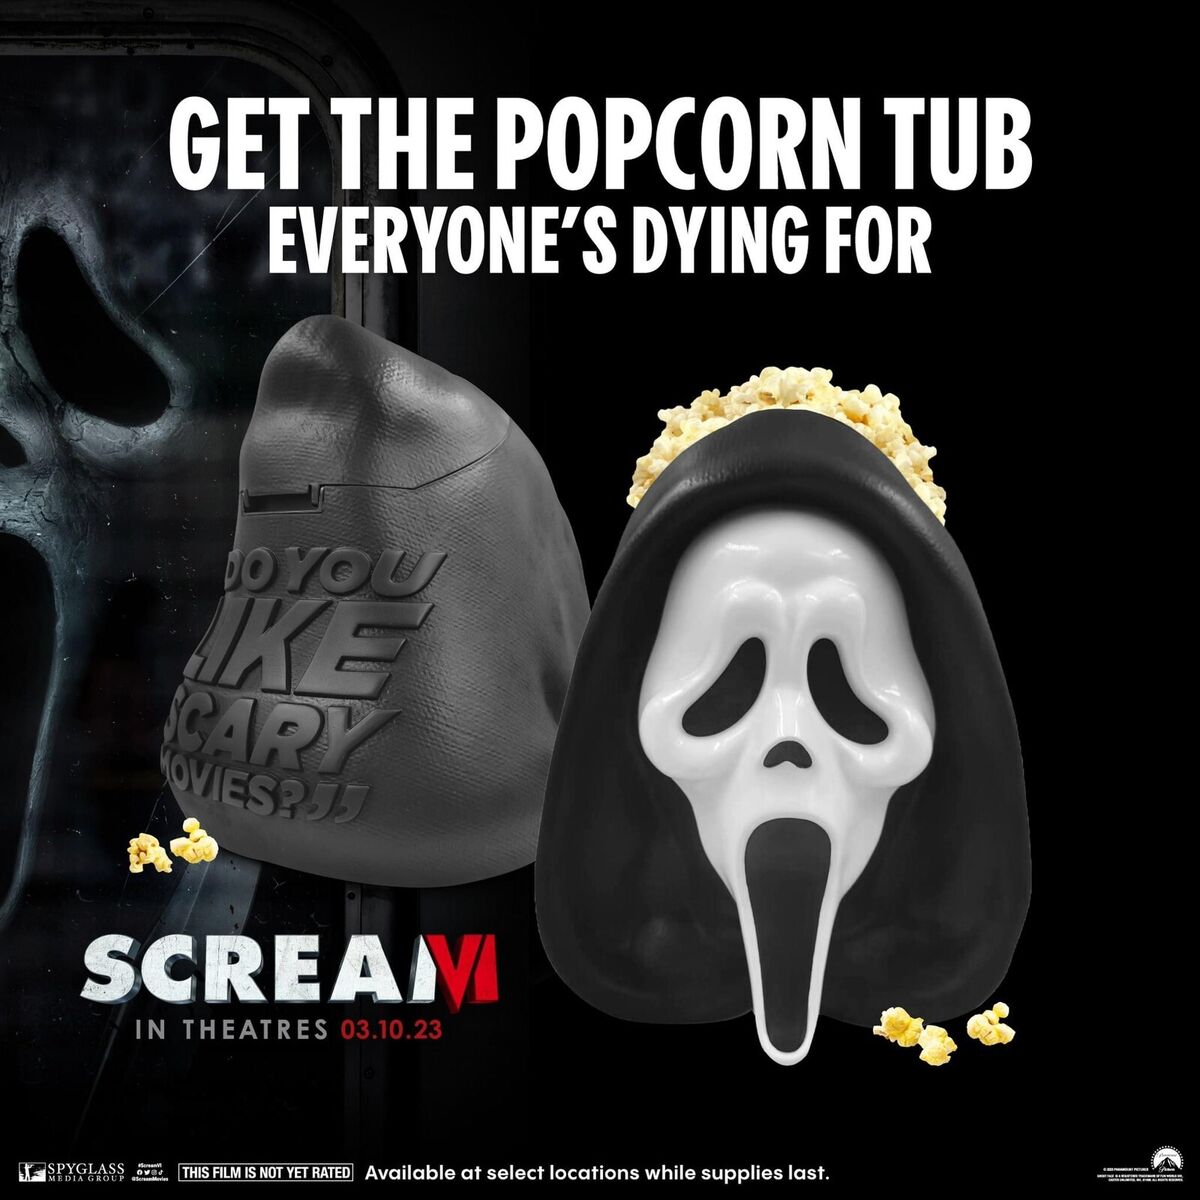 GET THE POPCORN TUB
EVERYONE'S DYING FOR
DO YOU
LIKE
SCARY
MOVIES?”
SCREAM VI
IN THEATRES 03.10.23
SPYGLASS
MEDIA GROUP
#ScreamVI
@ScreamMovies
THIS FILM IS NOT YET RATED
Available at select locations while supplies last.